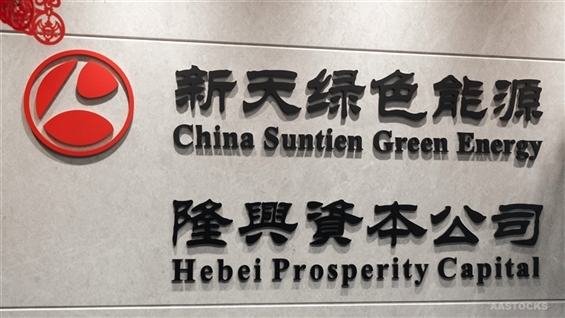 新天绿色能源
China Suntien Green Energy
隆興資本公司
Hebei Prosperity Capital
AASTOCKS